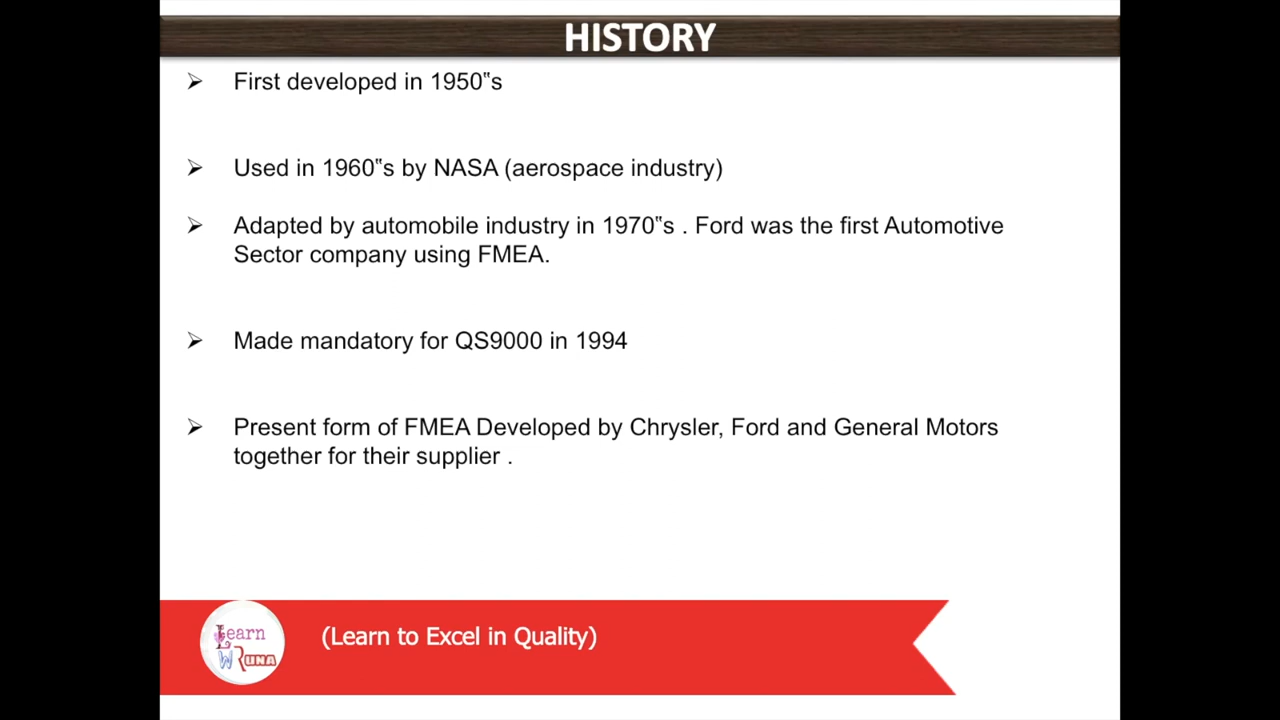 HISTORY
➢ First developed in 1950‟s
➢ Used in 1960‟s by NASA (aerospace industry)
➢ Adapted by automobile industry in 1970‟s . Ford was the first Automotive
Sector company using FMEA.
➢ Made mandatory for QS9000 in 1994
➢ Present form of FMEA Developed by Chrysler, Ford and General Motors
together for their supplier .
Learn
W RUNA
(Learn to Excel in Quality)